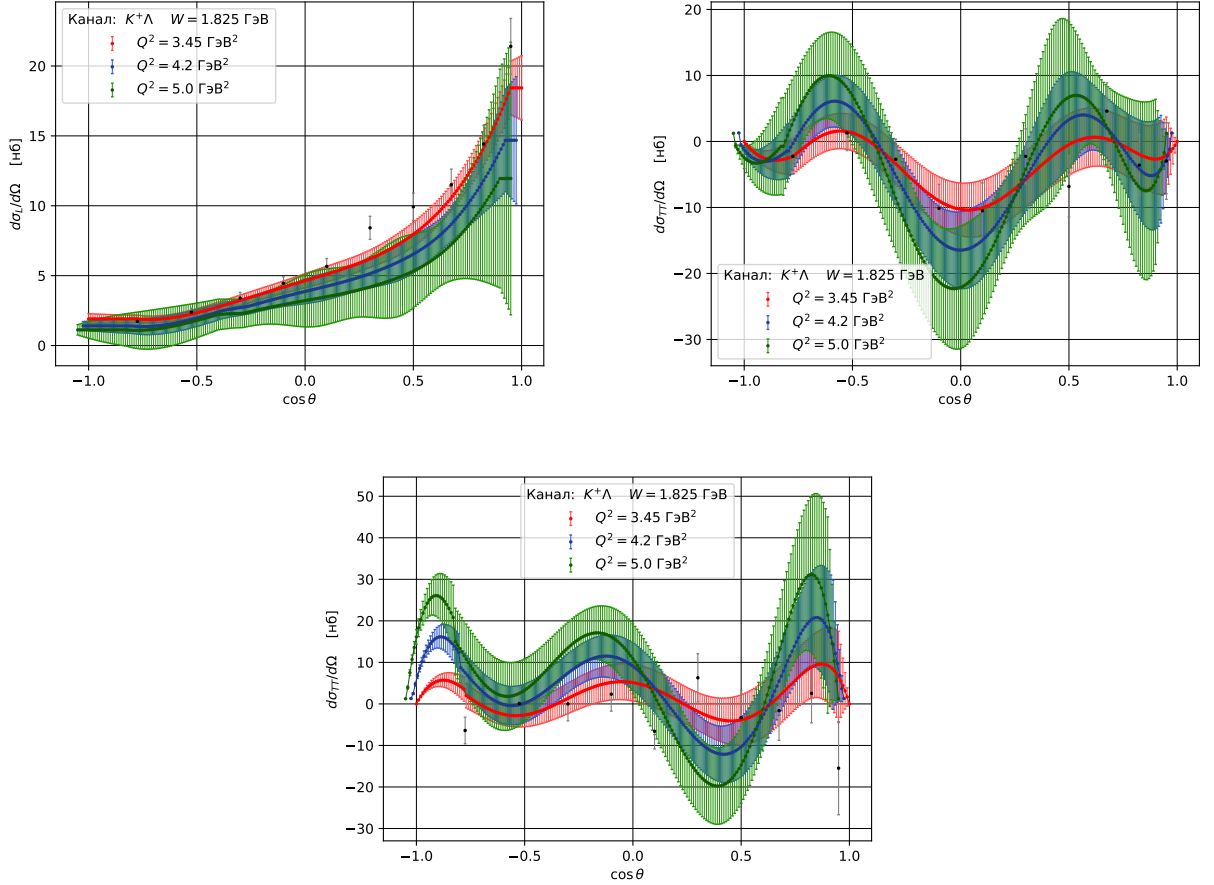 Канал: K⁺Λ W = 1.825 ГэВ
Q² = 3.45 ГэВ²
Q² = 4.2 ГэВ²
Q² = 5.0 ГэВ²
dσ_L/dΩ [нб]
20
15
10
5
0
−1.0 −0.5 0.0 0.5 1.0
cos θ
dσ_TT/dΩ [нб]
20
10
0
−10
−20
−30
Канал: K⁺Λ W = 1.825 ГэВ
Q² = 3.45 ГэВ²
Q² = 4.2 ГэВ²
Q² = 5.0 ГэВ²
−1.0 −0.5 0.0 0.5 1.0
cos θ
Канал: K⁺Λ W = 1.825 ГэВ
Q² = 3.45 ГэВ²
Q² = 4.2 ГэВ²
Q² = 5.0 ГэВ²
dσ_TT/dΩ [нб]
50
40
30
20
10
0
−10
−20
−30
−1.0 −0.5 0.0 0.5 1.0
cos θ